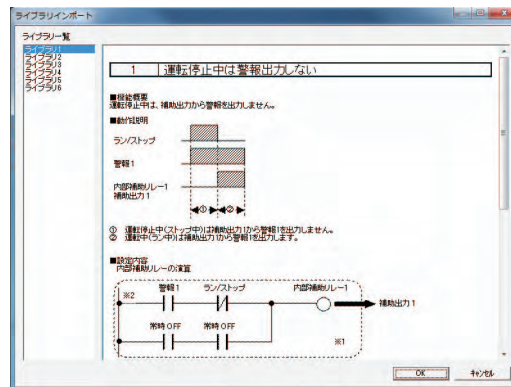 ライブラリインポート
ライブラリ一覧
ライブラリ1
ライブラリ2
ライブラリ3
ライブラリ4
ライブラリ5
ライブラリ6
1 運転停止中は警報出力しない
■機能概要
運転停止中は、補助出力から警報を出力しません。
■動作説明
ラン/ストップ
警報1
内部補助リレー1
補助出力1
① ②
① 運転停止中(ストップ中)は補助出力1から警報1を出力しません。
② 運転中(ラン中)は補助出力1から警報1を出力します。
■設定内容
内部補助リレーの演算
警報1 ラン/ストップ 内部補助リレー1
※2
補助出力1
常時OFF 常時OFF
※1
OK キャンセル